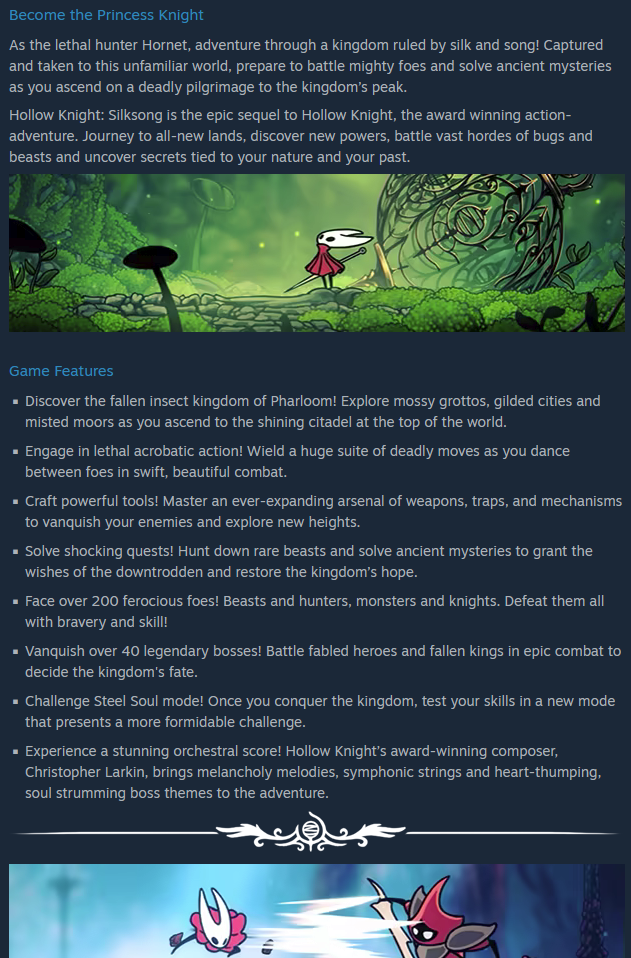 Become the Princess Knight
As the lethal hunter Hornet, adventure through a kingdom ruled by silk and song! Captured
and taken to this unfamiliar world, prepare to battle mighty foes and solve ancient mysteries
as you ascend on a deadly pilgrimage to the kingdom's peak.
Hollow Knight: Silksong is the epic sequel to Hollow Knight, the award winning action-
adventure. Journey to all-new lands, discover new powers, battle vast hordes of bugs and
beasts and uncover secrets tied to your nature and your past.
Game Features
▪ Discover the fallen insect kingdom of Pharloom! Explore mossy grottos, gilded cities and
misted moors as you ascend to the shining citadel at the top of the world.
▪ Engage in lethal acrobatic action! Wield a huge suite of deadly moves as you dance
between foes in swift, beautiful combat.
▪ Craft powerful tools! Master an ever-expanding arsenal of weapons, traps, and mechanisms
to vanquish your enemies and explore new heights.
▪ Solve shocking quests! Hunt down rare beasts and solve ancient mysteries to grant the
wishes of the downtrodden and restore the kingdom's hope.
▪ Face over 200 ferocious foes! Beasts and hunters, monsters and knights. Defeat them all
with bravery and skill!
▪ Vanquish over 40 legendary bosses! Battle fabled heroes and fallen kings in epic combat to
decide the kingdom's fate.
▪ Challenge Steel Soul mode! Once you conquer the kingdom, test your skills in a new mode
that presents a more formidable challenge.
▪ Experience a stunning orchestral score! Hollow Knight's award-winning composer,
Christopher Larkin, brings melancholy melodies, symphonic strings and heart-thumping,
soul strumming boss themes to the adventure.